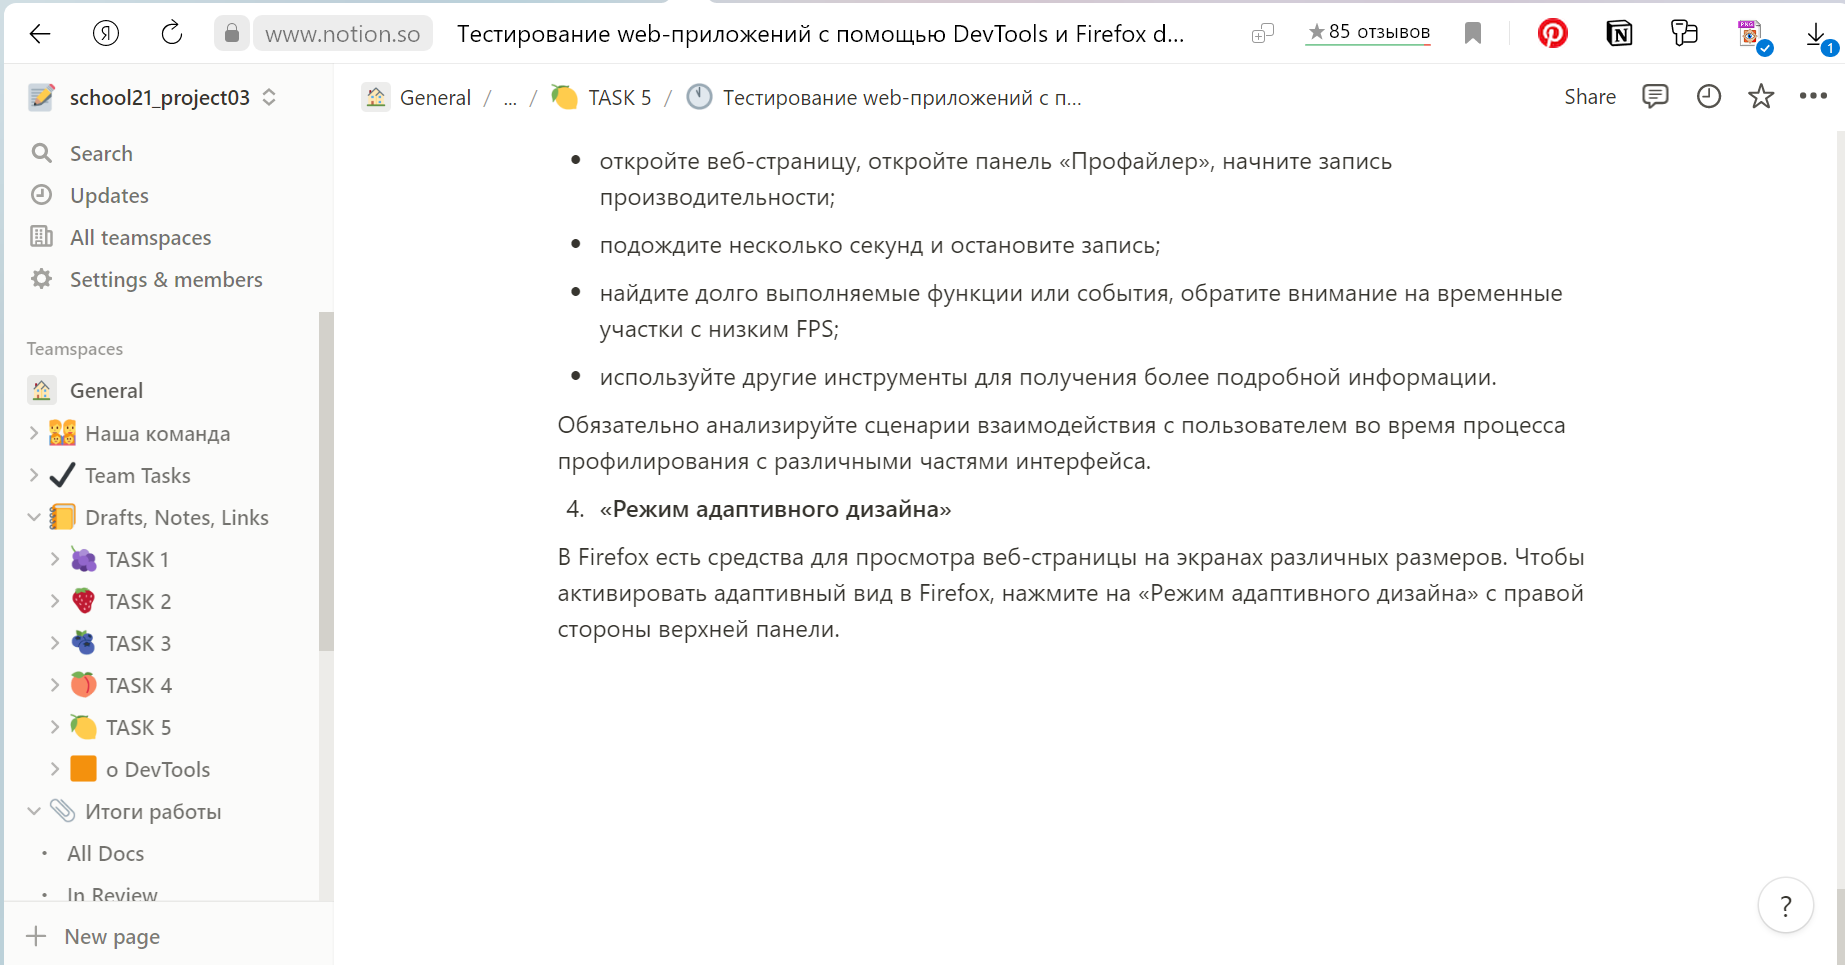 Я
www.notion.so
Тестирование web-приложений с помощью DevTools и Firefox d...
★ 85 отзывов
PNG
1
school21_project03
General / ... / TASK 5 / Тестирование web-приложений с п...
Share
Search
Updates
All teamspaces
Settings & members
Teamspaces
General
Наша команда
Team Tasks
Drafts, Notes, Links
TASK 1
TASK 2
TASK 3
TASK 4
TASK 5
о DevTools
Итоги работы
All Docs
In Review
New page
• откройте веб-страницу, откройте панель «Профайлер», начните запись
производительности;
• подождите несколько секунд и остановите запись;
• найдите долго выполняемые функции или события, обратите внимание на временные
участки с низким FPS;
• используйте другие инструменты для получения более подробной информации.
Обязательно анализируйте сценарии взаимодействия с пользователем во время процесса
профилирования с различными частями интерфейса.
4. «Режим адаптивного дизайна»
В Firefox есть средства для просмотра веб-страницы на экранах различных размеров. Чтобы
активировать адаптивный вид в Firefox, нажмите на «Режим адаптивного дизайна» с правой
стороны верхней панели.
?